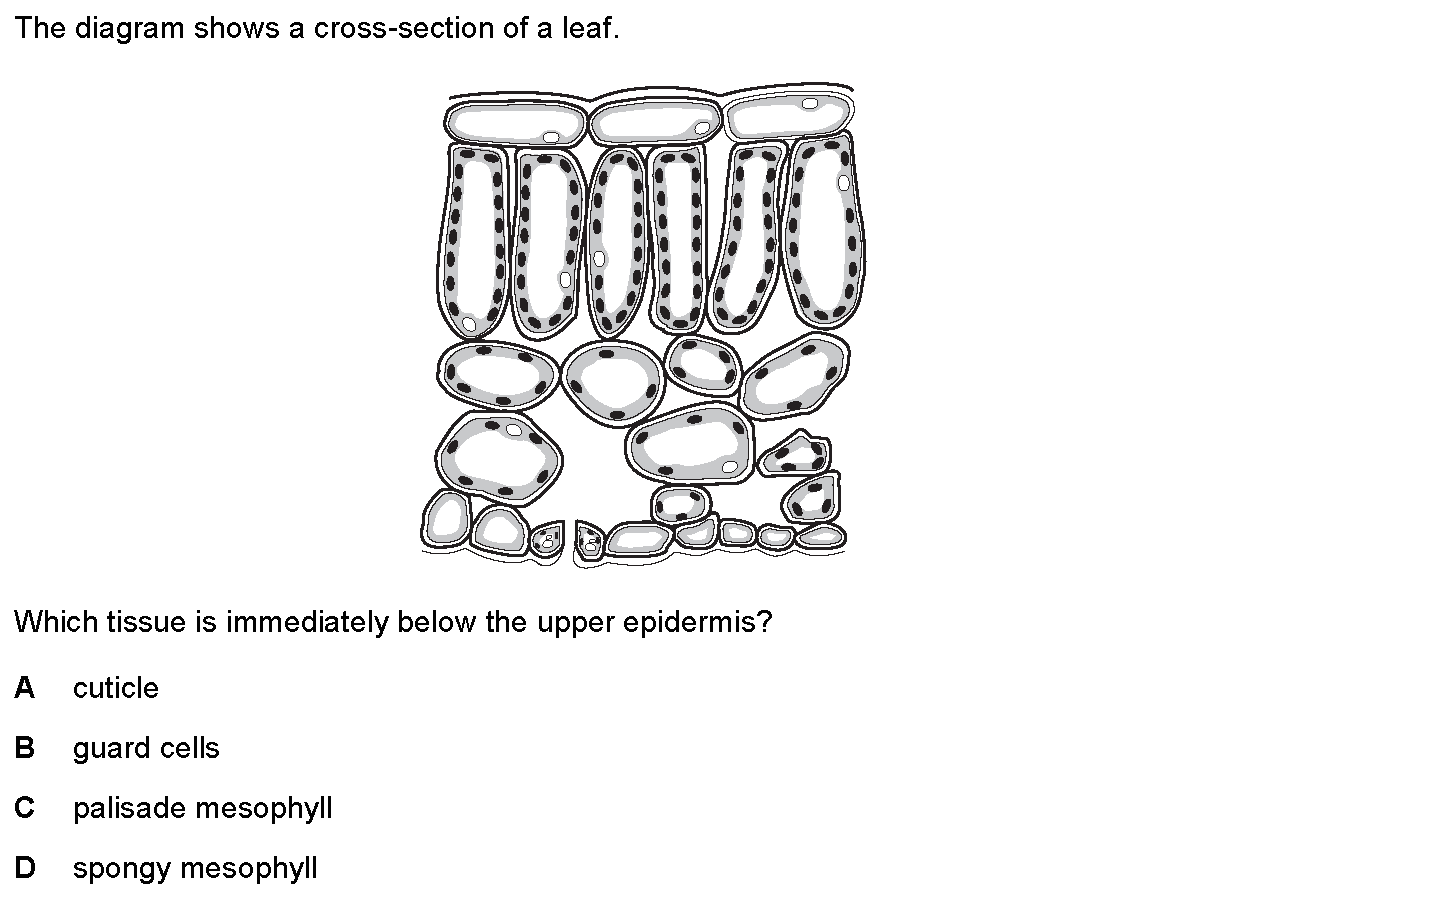 The diagram shows a cross-section of a leaf.
Which tissue is immediately below the upper epidermis?
A cuticle
B guard cells
C palisade mesophyll
D spongy mesophyll